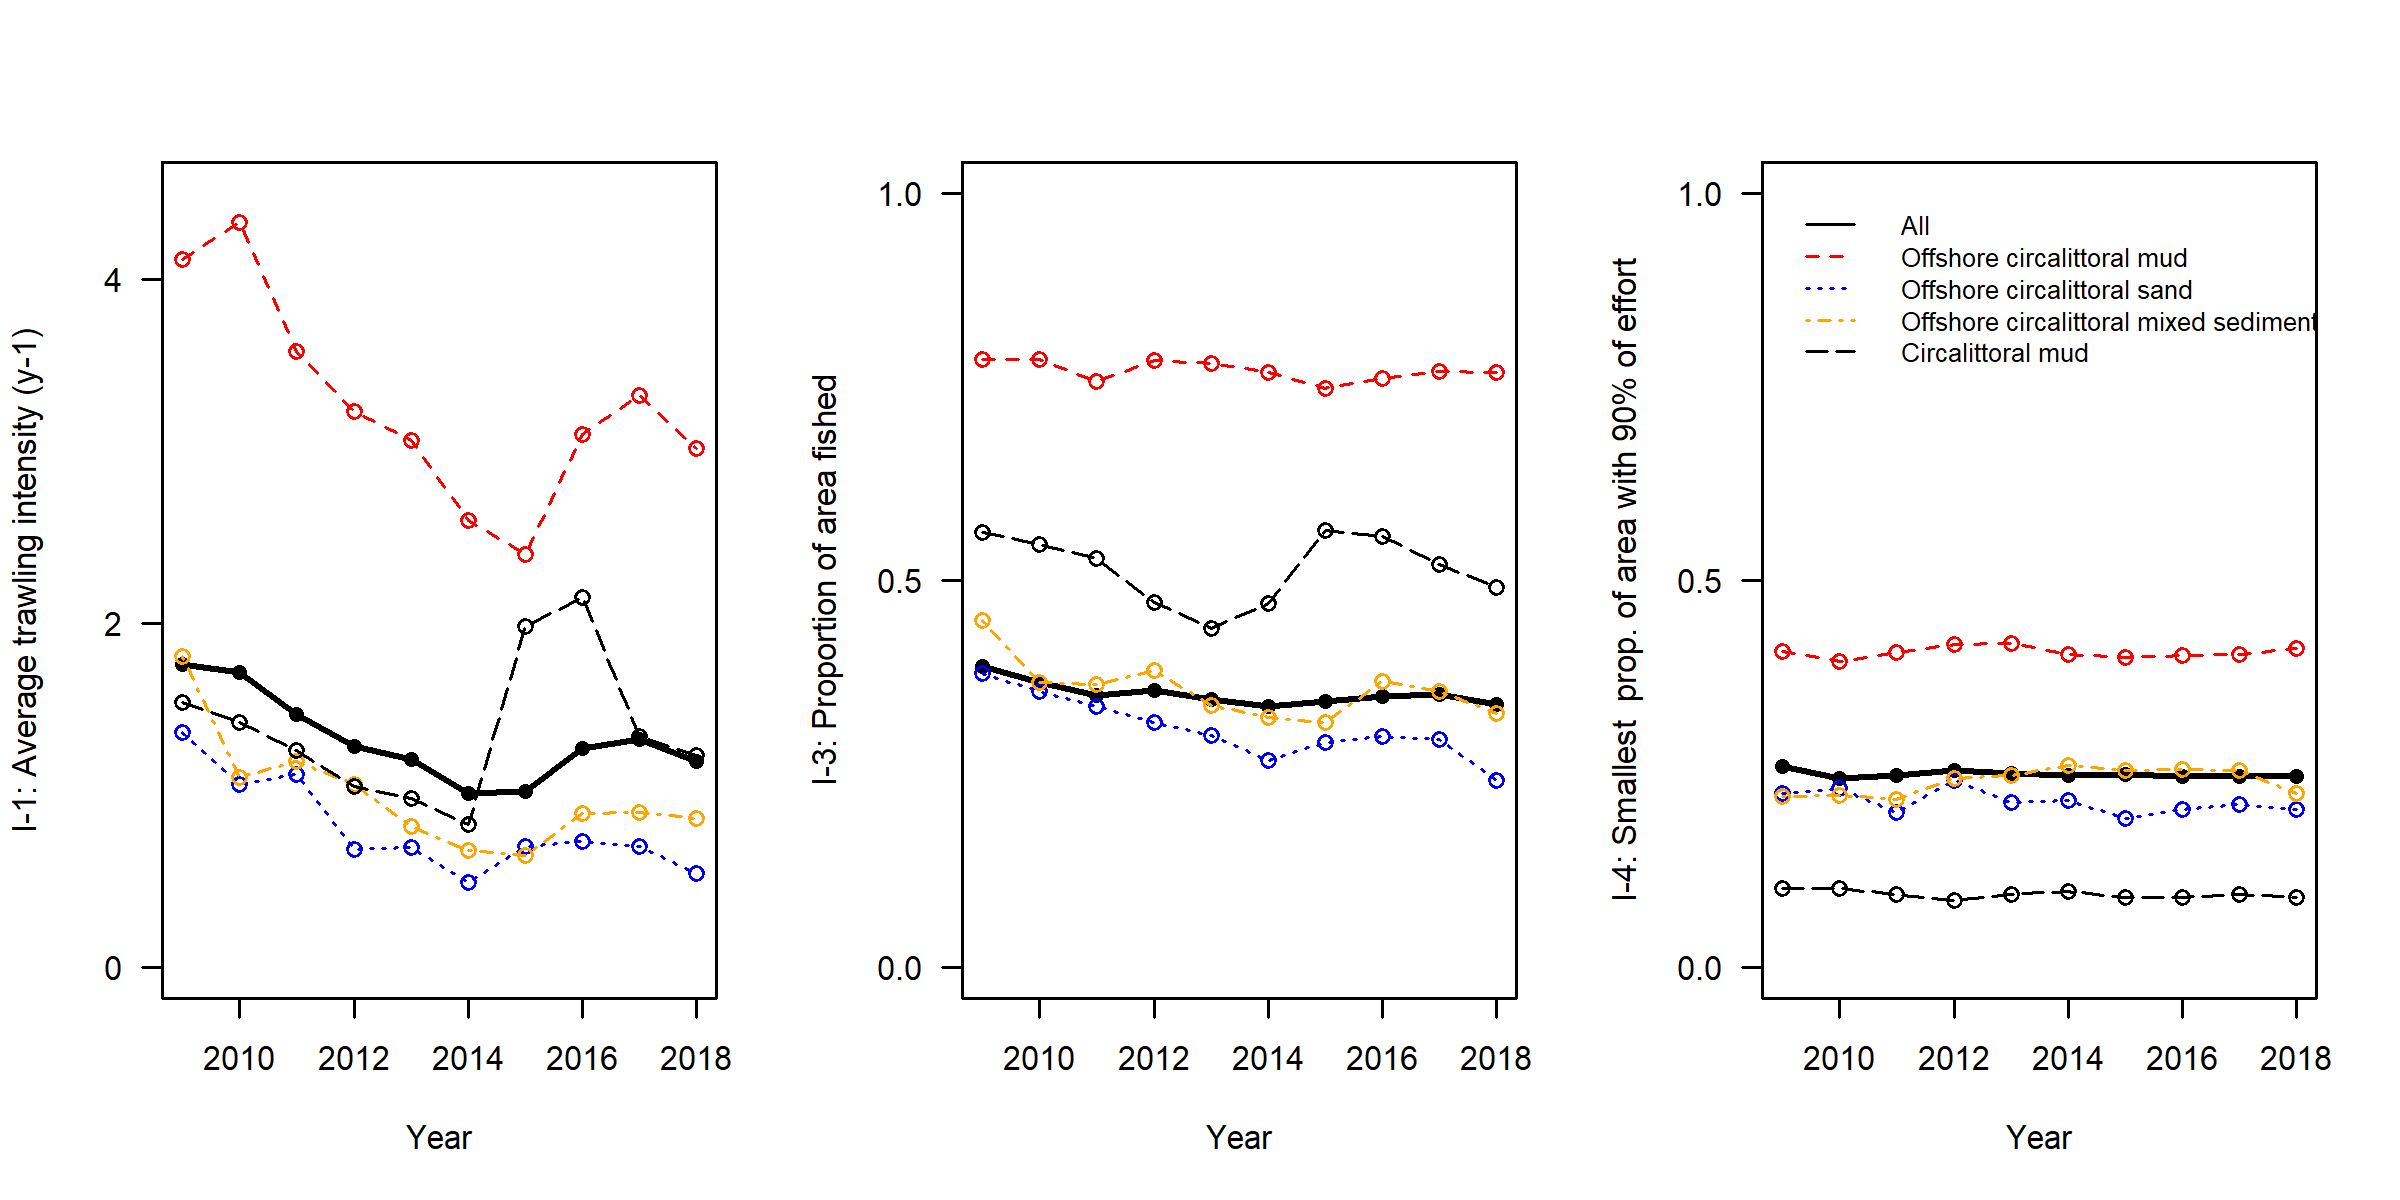 I-1: Average trawling intensity (y-1)
4
2
0
2010 2012 2014 2016 2018
Year
I-3: Proportion of area fished
1.0
0.5
0.0
2010 2012 2014 2016 2018
Year
I-4: Smallest prop. of area with 90% of effort
1.0
0.5
0.0
All
Offshore circalittoral mud
Offshore circalittoral sand
Offshore circalittoral mixed sediment
Circalittoral mud
2010 2012 2014 2016 2018
Year